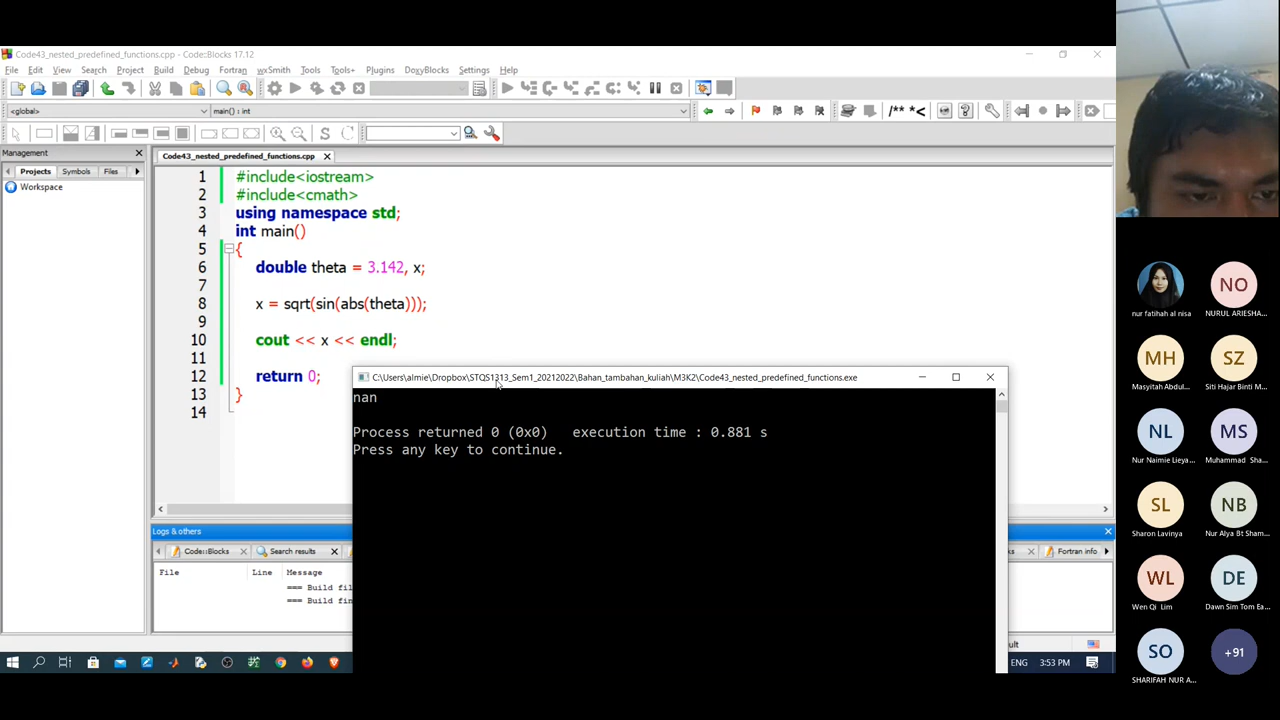 Code43_nested_predefined_functions.cpp - Code::Blocks 17.12
File Edit View Search Project Build Debug Fortran wxSmith Tools Tools+ Plugins DoxyBlocks Settings Help
<global> main() : int
/** *<
S C
Management
Code43_nested_predefined_functions.cpp
Projects Symbols Files
Workspace
1 #include<iostream>
2 #include<cmath>
3 using namespace std;
4 int main()
5 {
6 double theta = 3.142, x;
7
8 x = sqrt(sin(abs(theta)));
9
10 cout << x << endl;
11
12 return 0;
13 }
14
C:\Users\almie\Dropbox\STQS1313_Sem1_20212022\Bahan_tambahan_kuliah\M3K2\Code43_nested_predefined_functions.exe
nan
Process returned 0 (0x0) execution time : 0.881 s
Press any key to continue.
Logs & others
Code::Blocks Search results
ks Fortran info
File Line Message
=== Build fil
=== Build fin
ult
ENG 3:53 PM
nur fatihah al nisa
NO
NURUL ARIESHA...
MH
Masyitah Abdul...
SZ
Siti Hajar Binti M...
NL
Nur Naimie Lieya...
MS
Muhammad Sha...
SL
Sharon Lavinya
NB
Nur Alya Bt Sham...
WL
Wen Qi Lim
DE
Dawn Sim Tom Ea...
SO
SHARIFAH NUR A...
+91